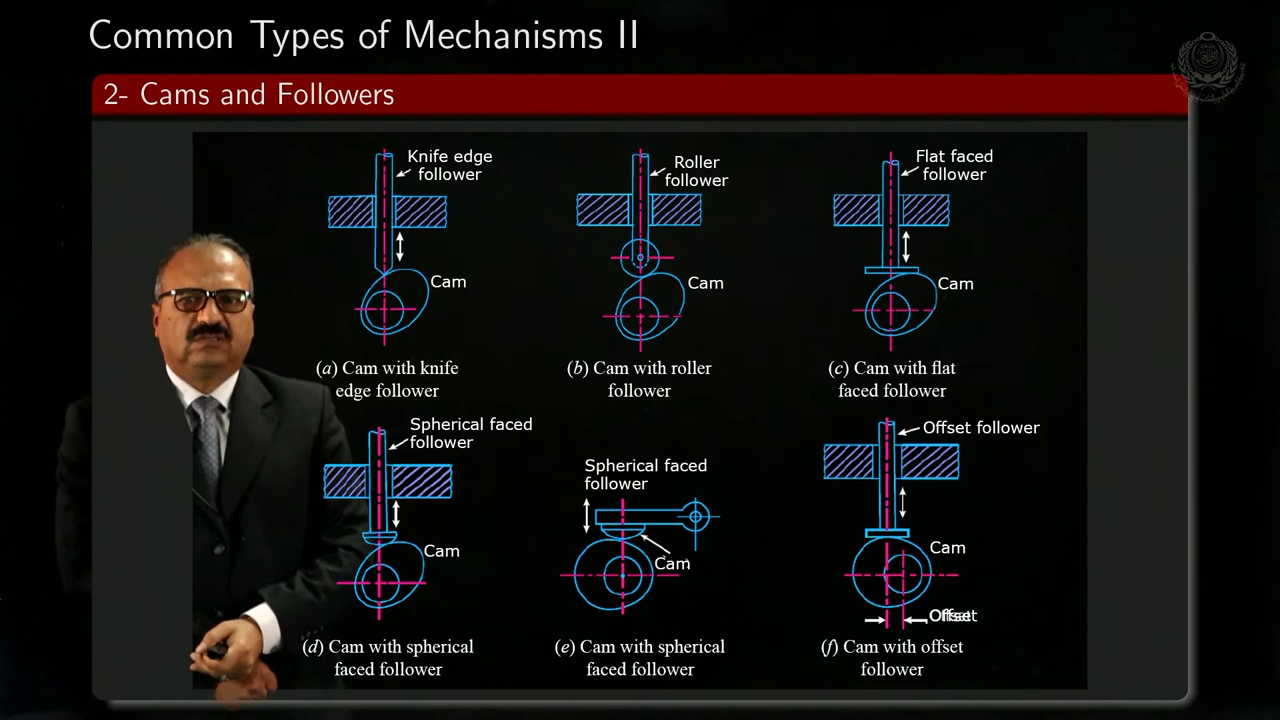 Common Types of Mechanisms II
2- Cams and Followers
Knife edge
follower
Cam
(a) Cam with knife
edge follower
Roller
follower
Cam
(b) Cam with roller
follower
Flat faced
follower
Cam
(c) Cam with flat
faced follower
Spherical faced
follower
Cam
(d) Cam with spherical
faced follower
Spherical faced
follower
Cam
(e) Cam with spherical
faced follower
Offset follower
Cam
Offset
(f) Cam with offset
follower